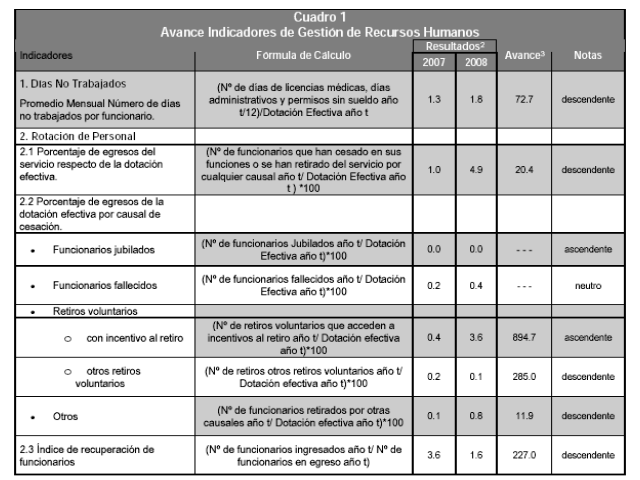 Cuadro 1
Avance Indicadores de Gestión de Recursos Humanos
Indicadores
Fórmula de Cálculo
Resultados2
2007
2008
Avance3
Notas
1. Días No Trabajados
Promedio Mensual Número de días
no trabajados por funcionario.
(Nº de días de licencias médicas, días
administrativos y permisos sin sueldo año
t/12)/Dotación Efectiva año t
1.3
1.8
72.7
descendente
2. Rotación de Personal
2.1 Porcentaje de egresos del
servicio respecto de la dotación
efectiva.
(Nº de funcionarios que han cesado en sus
funciones o se han retirado del servicio por
cualquier causal año t/ Dotación Efectiva año
t ) *100
1.0
4.9
20.4
descendente
2.2 Porcentaje de egresos de la
dotación efectiva por causal de
cesación.
• Funcionarios jubilados
(Nº de funcionarios Jubilados año t/ Dotación
Efectiva año t)*100
0.0
0.0
- - -
ascendente
• Funcionarios fallecidos
(Nº de funcionarios fallecidos año t/ Dotación
Efectiva año t)*100
0.2
0.4
- - -
neutro
• Retiros voluntarios
o con incentivo al retiro
(Nº de retiros voluntarios que acceden a
incentivos al retiro año t/ Dotación efectiva
año t)*100
0.4
3.6
894.7
ascendente
o otros retiros
voluntarios
(Nº de retiros otros retiros voluntarios año t/
Dotación efectiva año t)*100
0.2
0.1
285.0
descendente
• Otros
(Nº de funcionarios retirados por otras
causales año t/ Dotación efectiva año t)*100
0.1
0.8
11.9
descendente
2.3 Índice de recuperación de
funcionarios
(Nº de funcionarios ingresados año t/ Nº de
funcionarios en egreso año t)
3.6
1.6
227.0
descendente